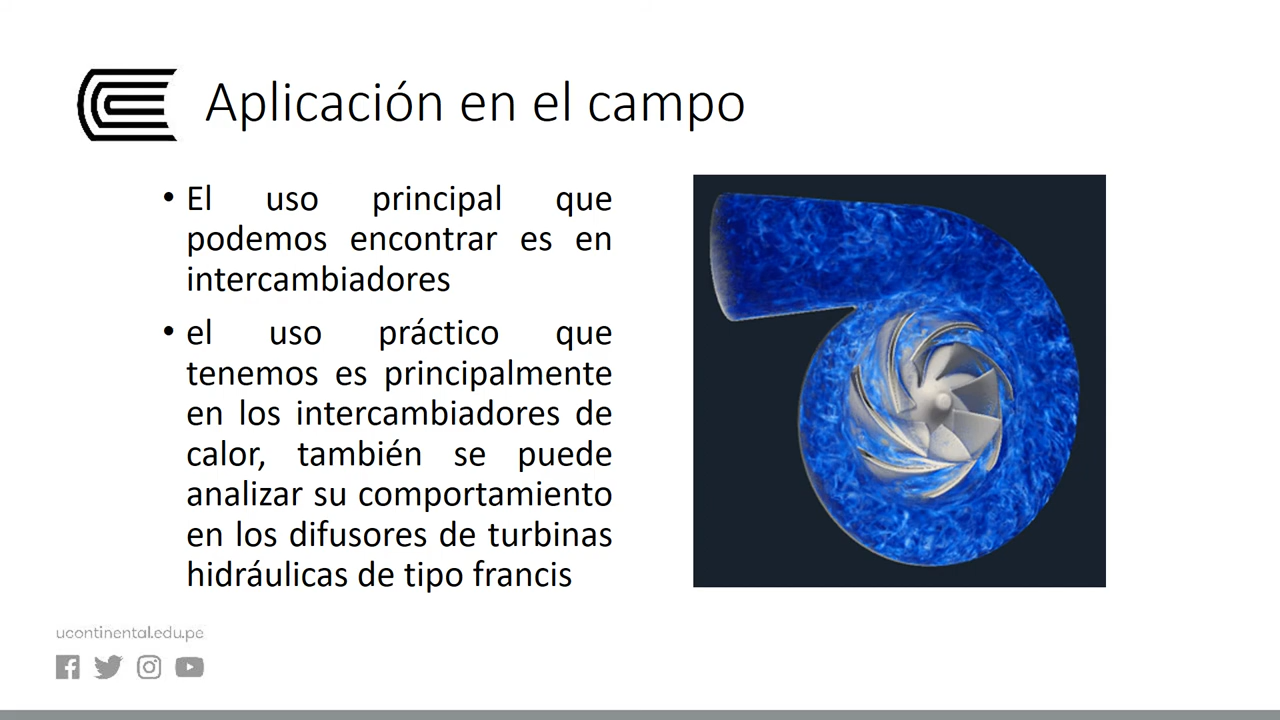 Aplicación en el campo
• El uso principal que
podemos encontrar es en
intercambiadores
• el uso práctico que
tenemos es principalmente
en los intercambiadores de
calor, también se puede
analizar su comportamiento
en los difusores de turbinas
hidráulicas de tipo francis
ucontinental.edu.pe